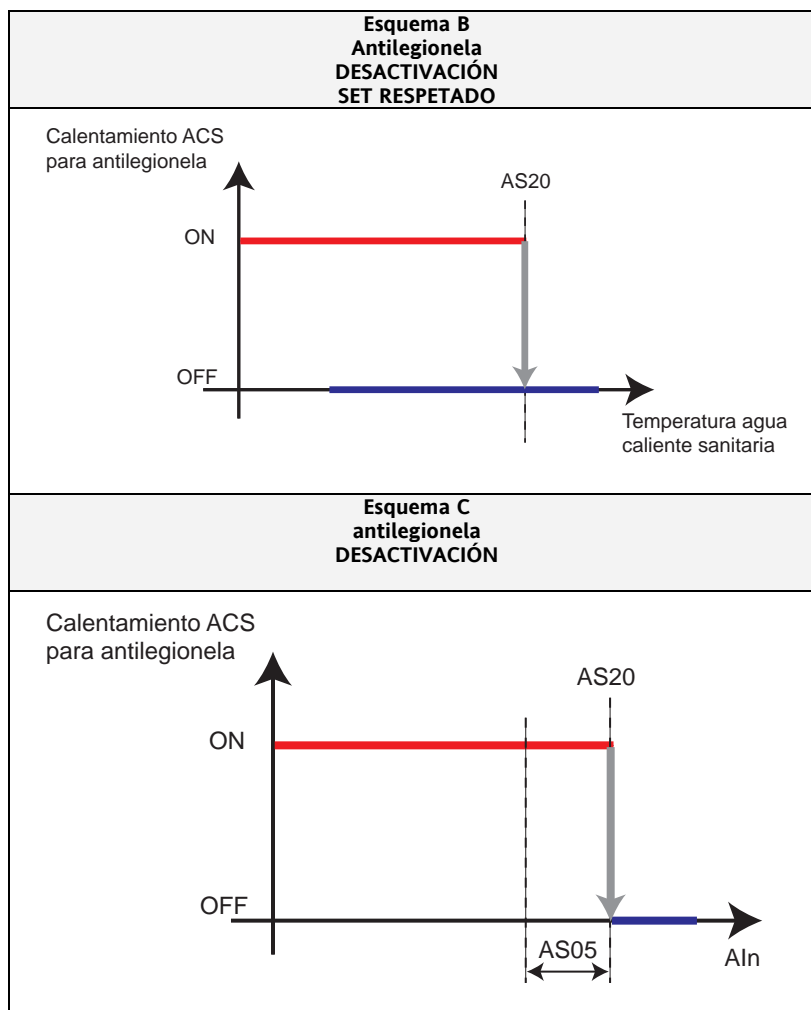 Esquema B
Antilegionela
DESACTIVACIÓN
SET RESPETADO
Calentamiento ACS
para antilegionela
AS20
ON
OFF
Temperatura agua
caliente sanitaria
Esquema C
antilegionela
DESACTIVACIÓN
Calentamiento ACS
para antilegionela
AS20
ON
OFF
AS05
AIn